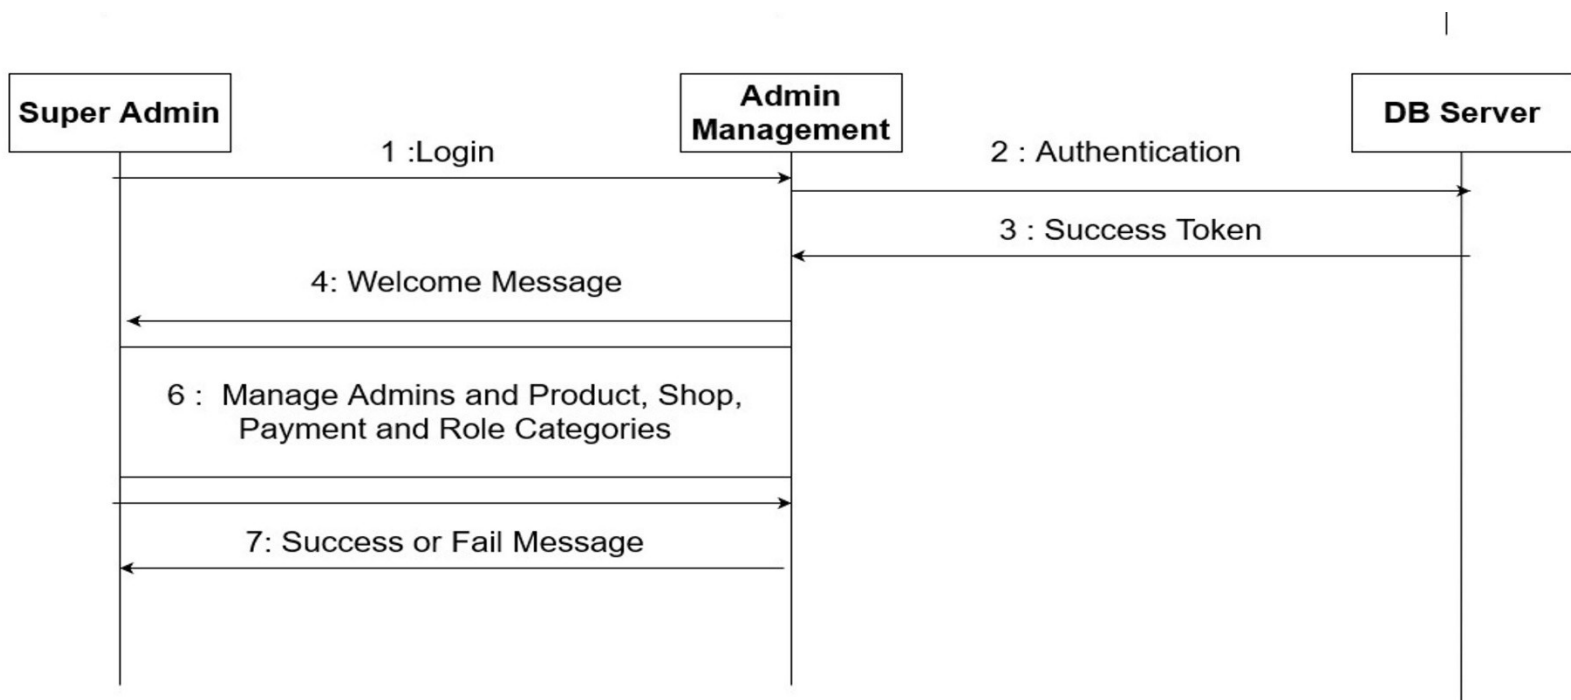 Super Admin
Admin
Management
DB Server
1 :Login
2 : Authentication
3 : Success Token
4: Welcome Message
6 :  Manage Admins and Product, Shop,
Payment and Role Categories
7: Success or Fail Message